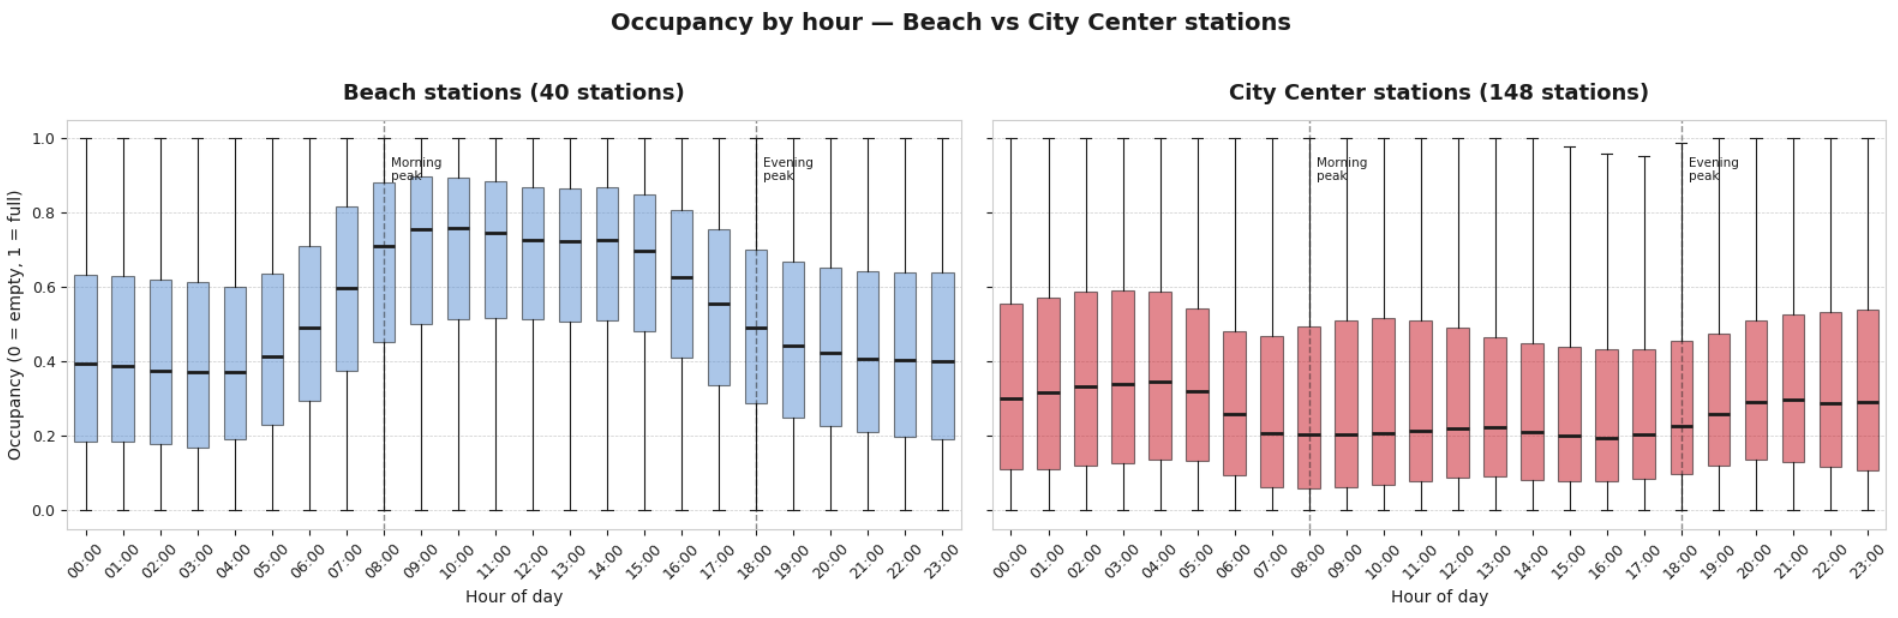 Occupancy by hour — Beach vs City Center stations
Beach stations (40 stations)
Occupancy (0 = empty, 1 = full)
1.0
0.8
0.6
0.4
0.2
0.0
Morning
peak
Evening
peak
00:00 01:00 02:00 03:00 04:00 05:00 06:00 07:00 08:00 09:00 10:00 11:00 12:00 13:00 14:00 15:00 16:00 17:00 18:00 19:00 20:00 21:00 22:00 23:00
Hour of day
City Center stations (148 stations)
Morning
peak
Evening
peak
00:00 01:00 02:00 03:00 04:00 05:00 06:00 07:00 08:00 09:00 10:00 11:00 12:00 13:00 14:00 15:00 16:00 17:00 18:00 19:00 20:00 21:00 22:00 23:00
Hour of day